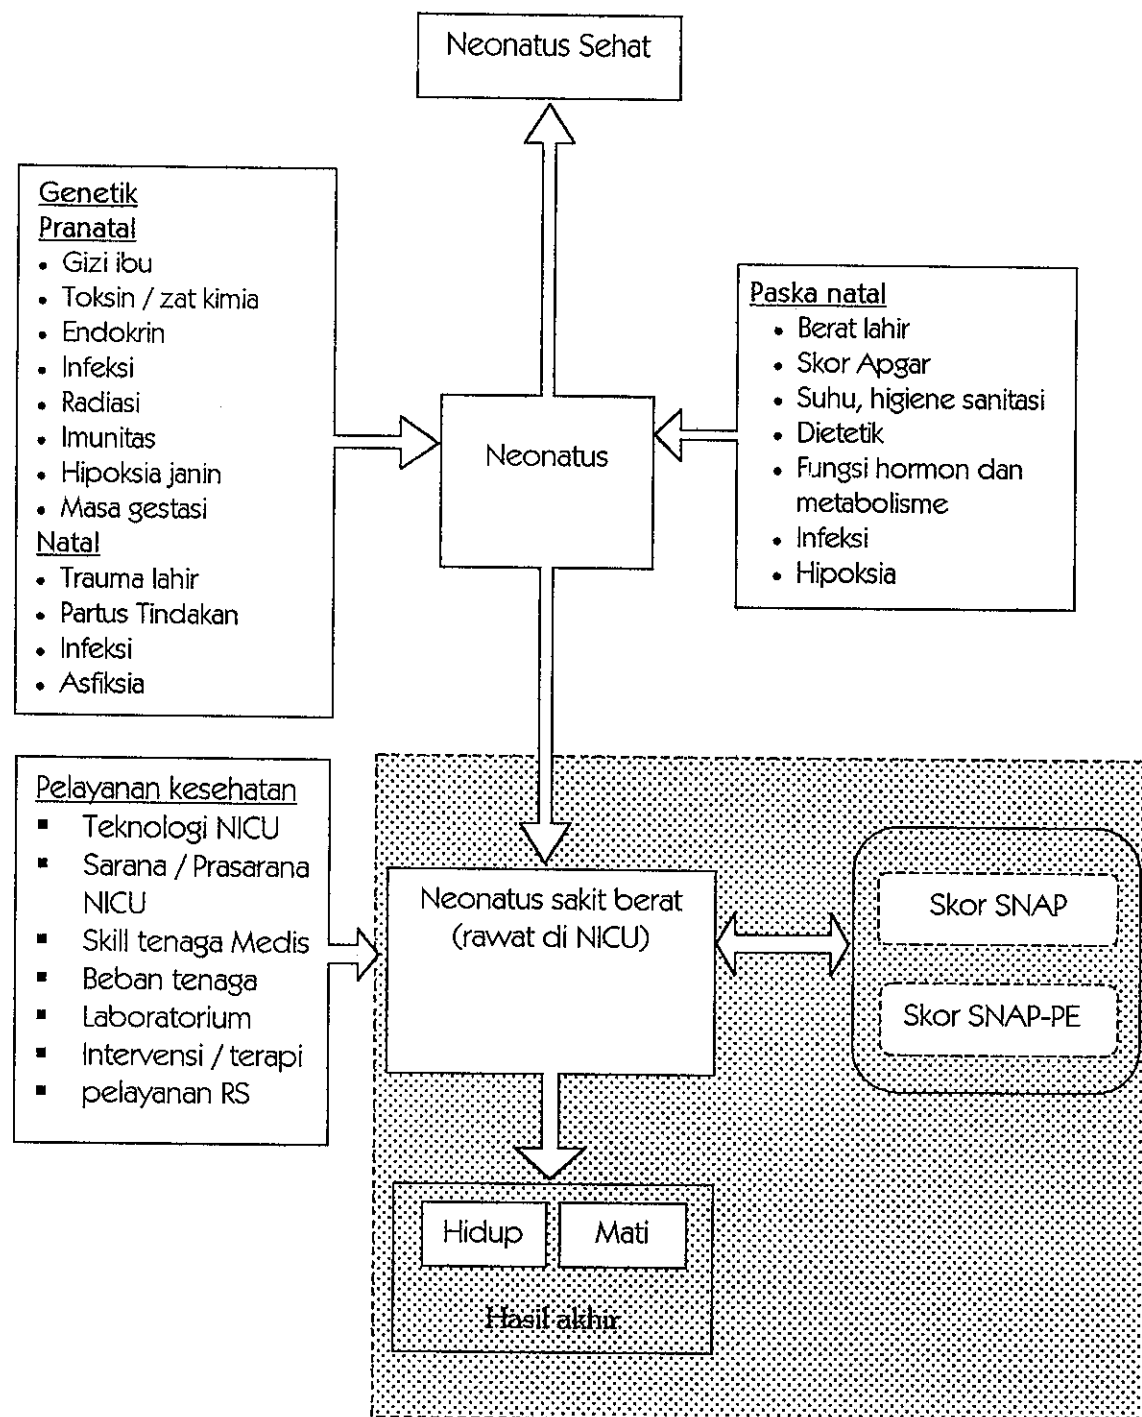 Neonatus Sehat
Genetik
Pranatal
• Gizi ibu
• Toksin / zat kimia
• Endokrin
• Infeksi
• Radiasi
• Imunitas
• Hipoksia janin
• Masa gestasi
Natal
• Trauma lahir
• Partus Tindakan
• Infeksi
• Asfiksia
Neonatus
Paska natal
• Berat lahir
• Skor Apgar
• Suhu, higiene sanitasi
• Dietetik
• Fungsi hormon dan
metabolisme
• Infeksi
• Hipoksia
Pelayanan kesehatan
▪ Teknologi NICU
▪ Sarana / Prasarana
NICU
▪ Skill tenaga Medis
▪ Beban tenaga
▪ Laboratorium
▪ Intervensi / terapi
▪ pelayanan RS
Neonatus sakit berat
(rawat di NICU)
Skor SNAP
Skor SNAP-PE
Hidup
Mati
Hasil akhir